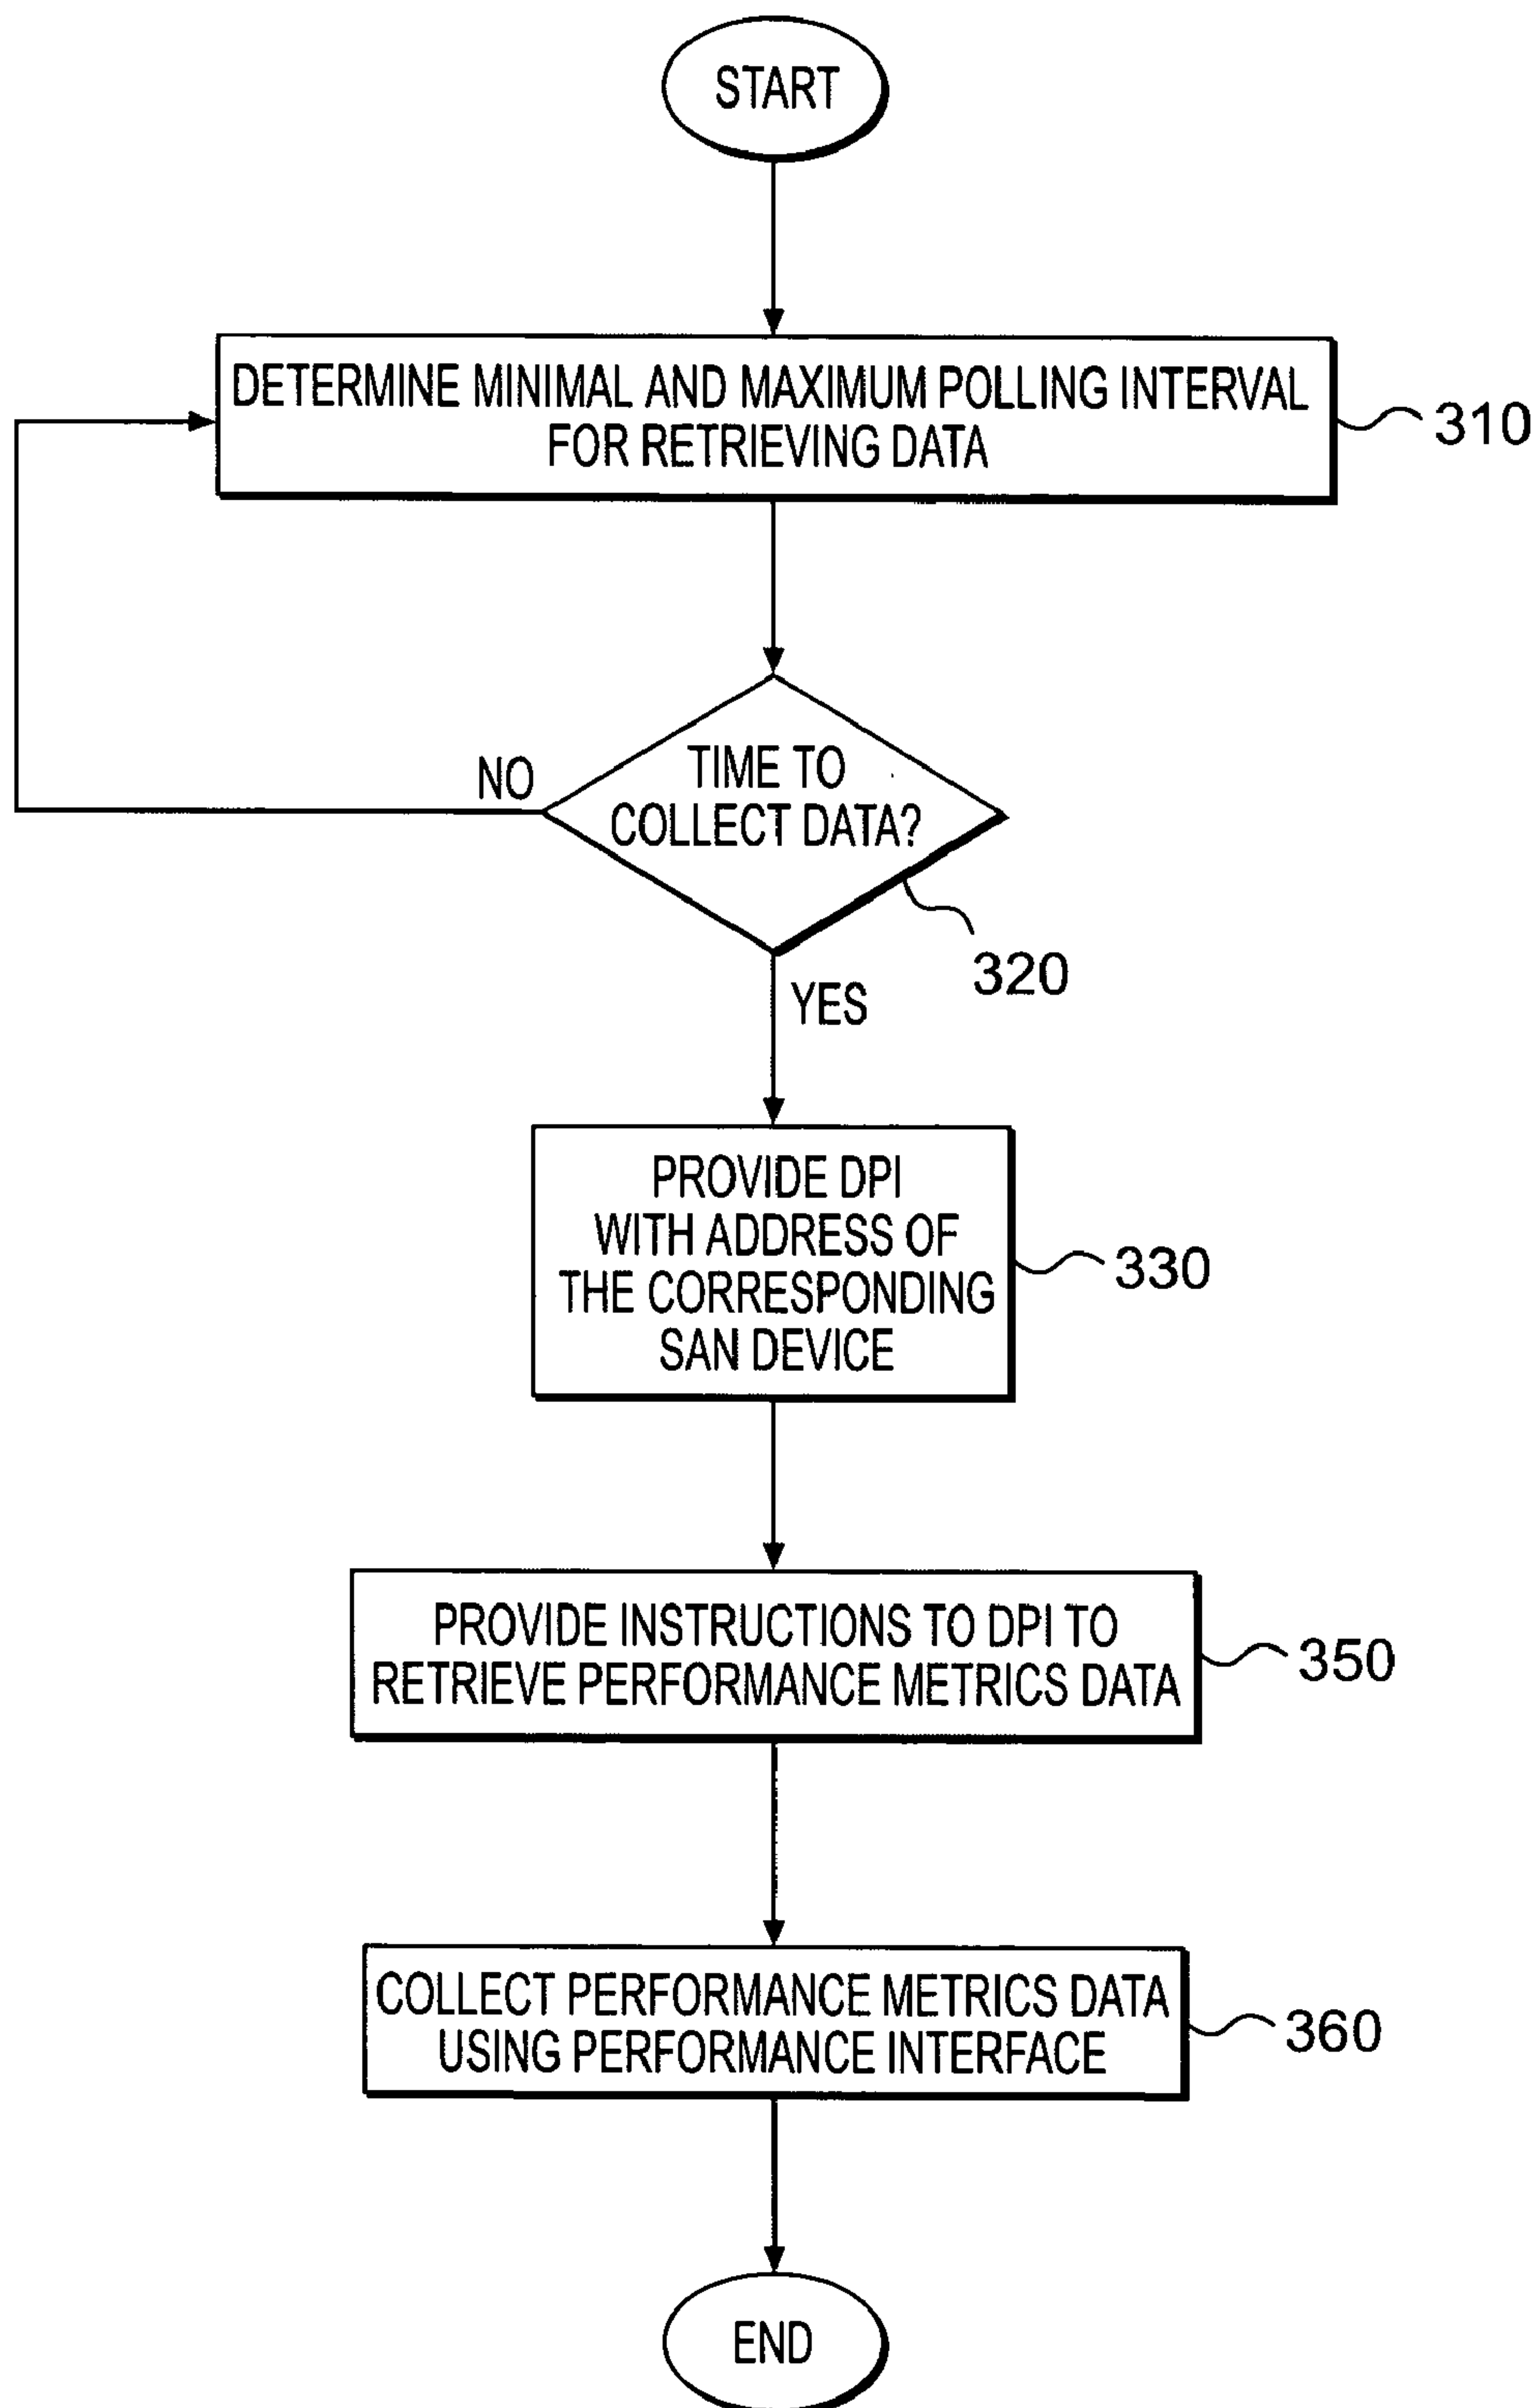 START
DETERMINE MINIMAL AND MAXIMUM POLLING INTERVAL
FOR RETRIEVING DATA
310
TIME TO
COLLECT DATA?
NO
320
YES
PROVIDE DPI
WITH ADDRESS OF
THE CORRESPONDING
SAN DEVICE
330
PROVIDE INSTRUCTIONS TO DPI TO
RETRIEVE PERFORMANCE METRICS DATA
350
COLLECT PERFORMANCE METRICS DATA
USING PERFORMANCE INTERFACE
360
END